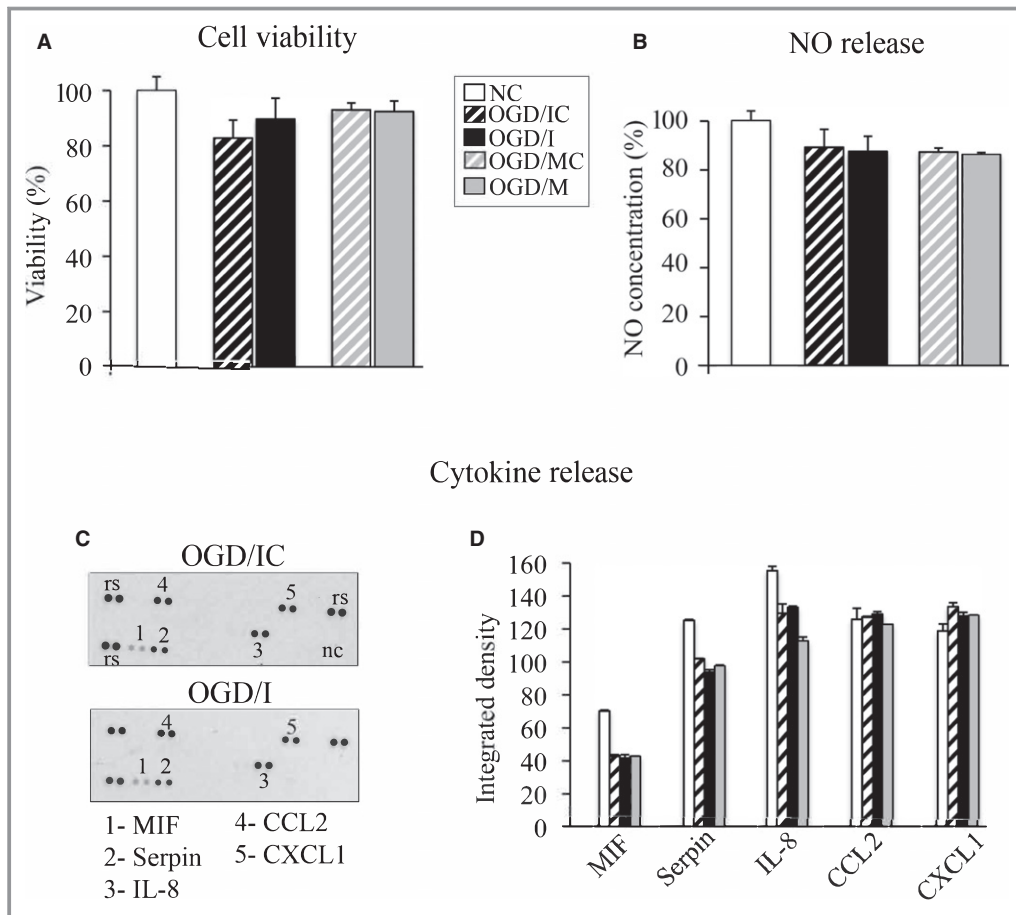 A
Cell viability
Viability (%)
100
80
60
40
20
0
NC
OGD/IC
OGD/I
OGD/MC
OGD/M
B
NO release
NO concentration (%)
100
80
60
40
20
0
Cytokine release
C
OGD/IC
rs 4 5 rs
1 2 3 nc
rs
OGD/I
4 5
1 2 3
1- MIF 4- CCL2
2- Serpin 5- CXCL1
3- IL-8
D
Integrated density
160
140
120
100
80
60
40
20
0
MIF Serpin IL-8 CCL2 CXCL1